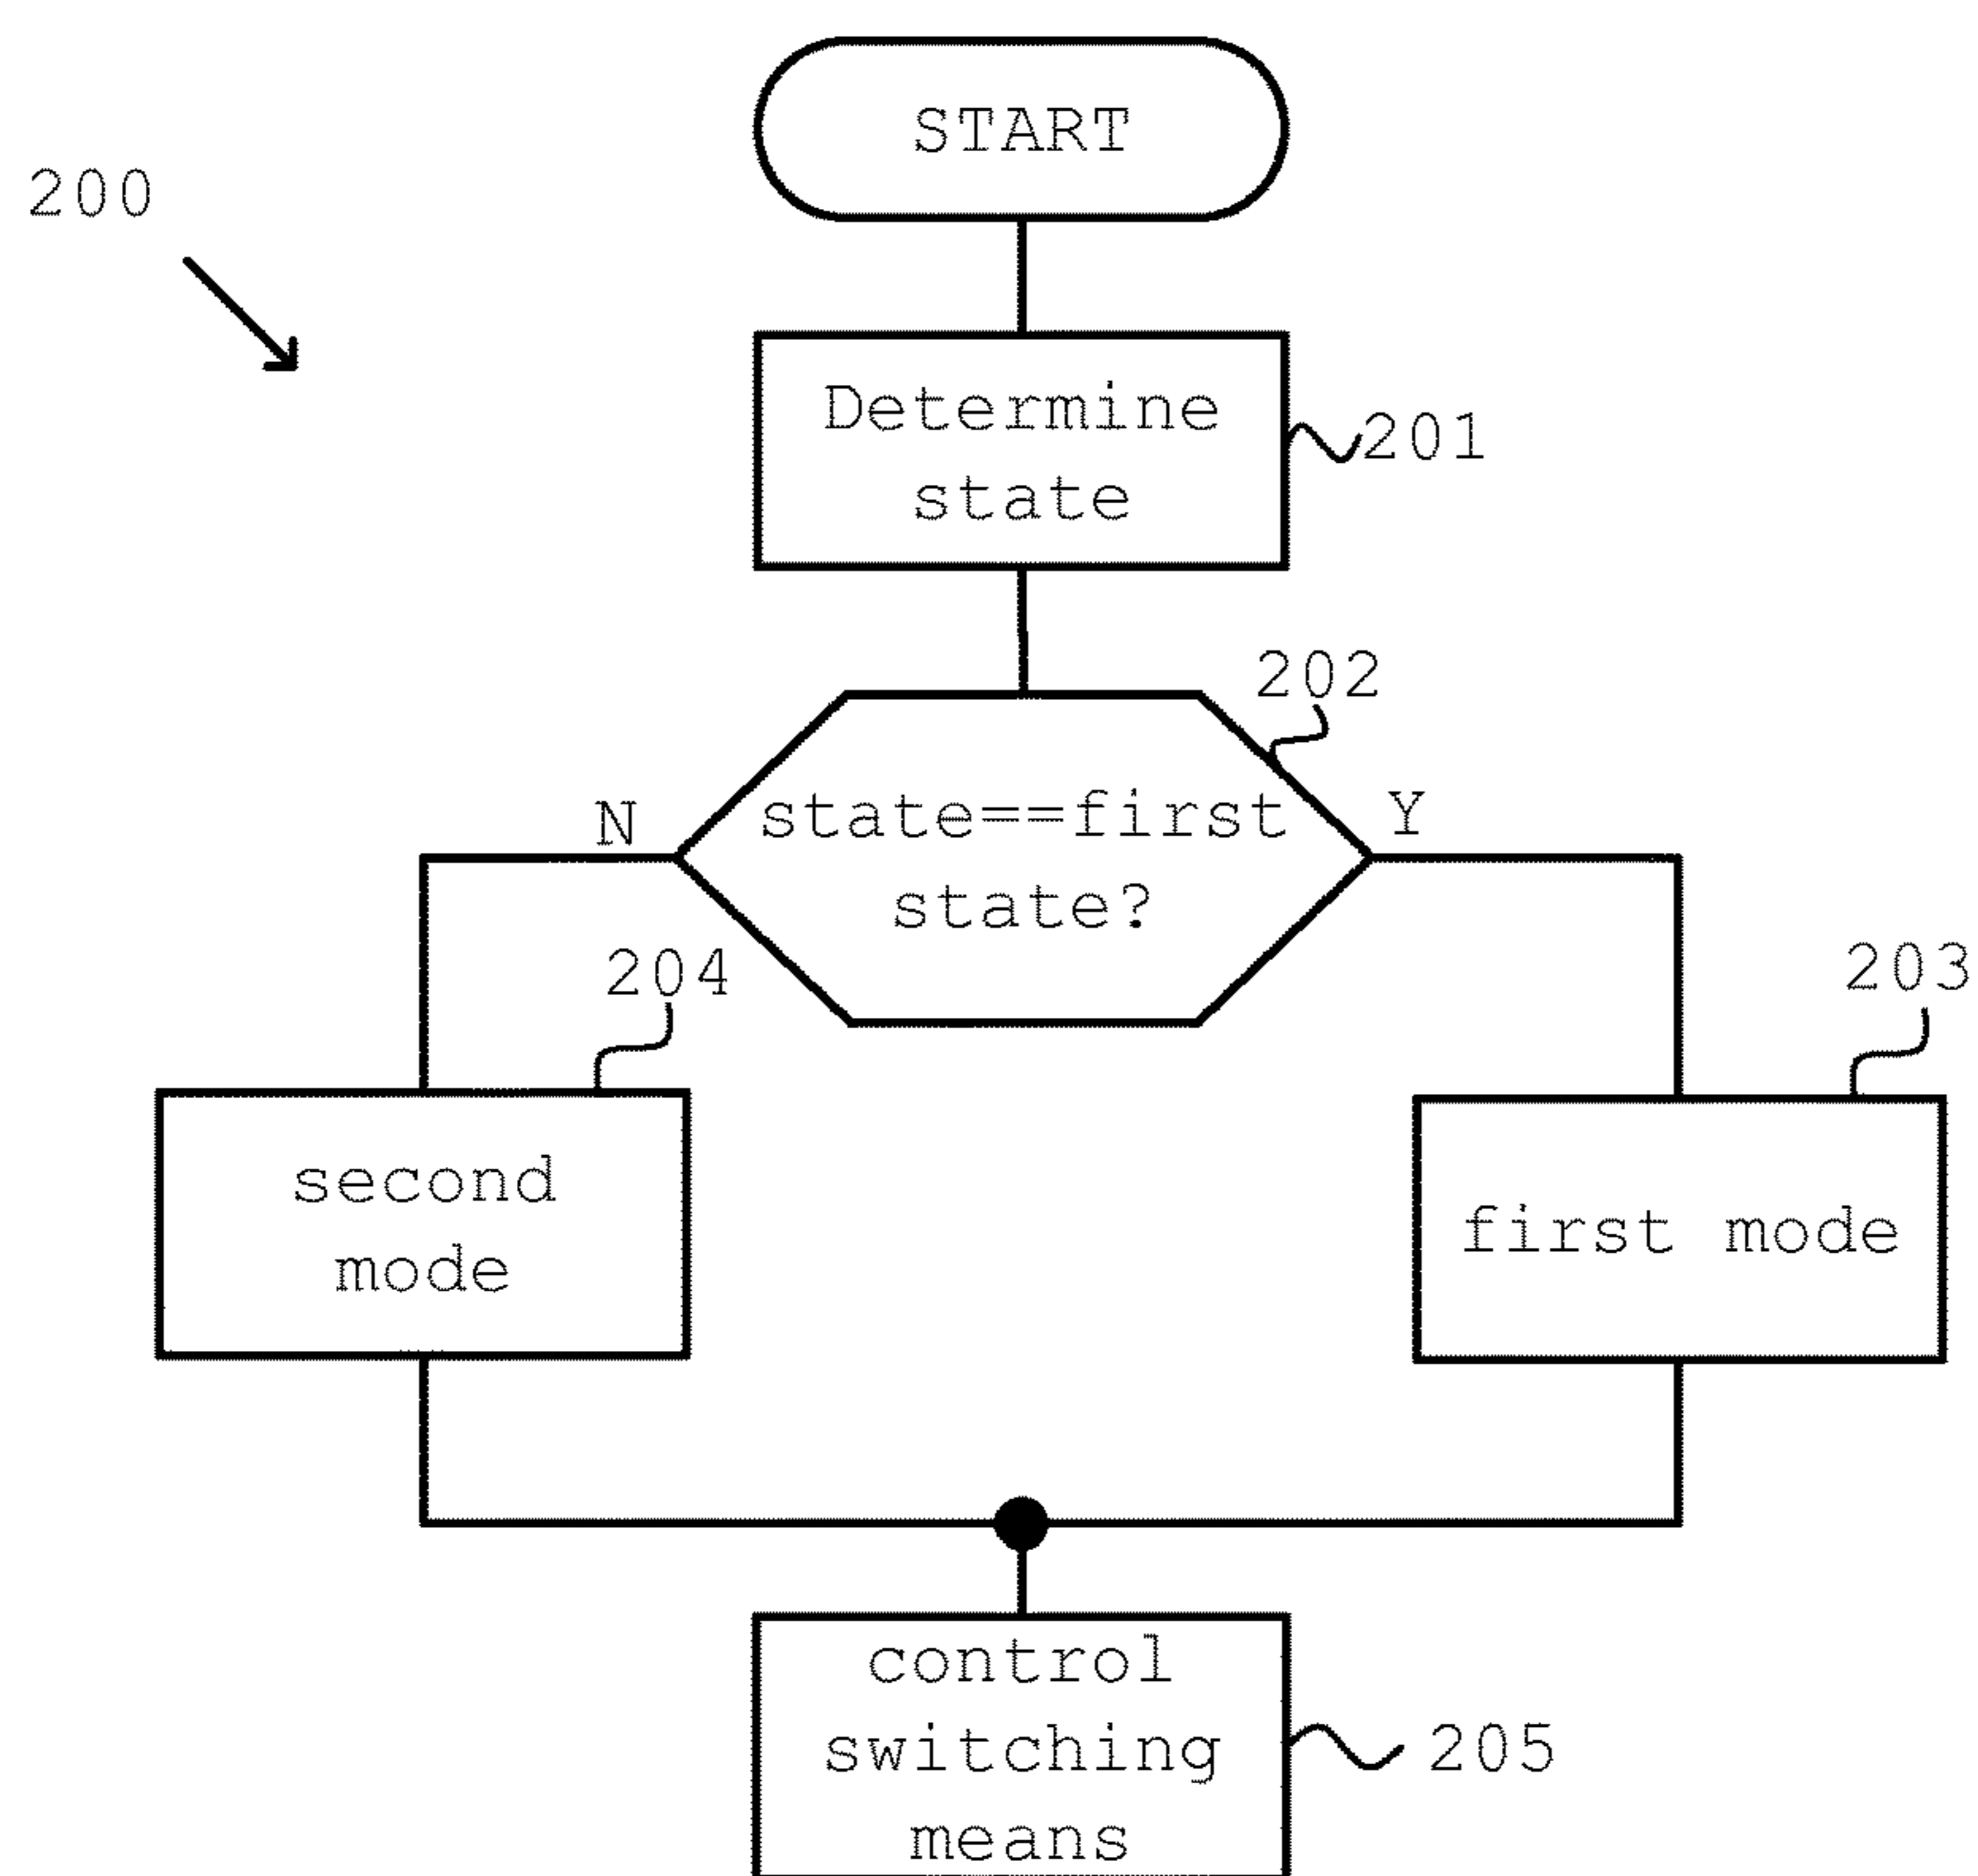 START
200
Determine
state
201
202
N
state==first
state?
Y
204
203
second
mode
first mode
control
switching
means
205